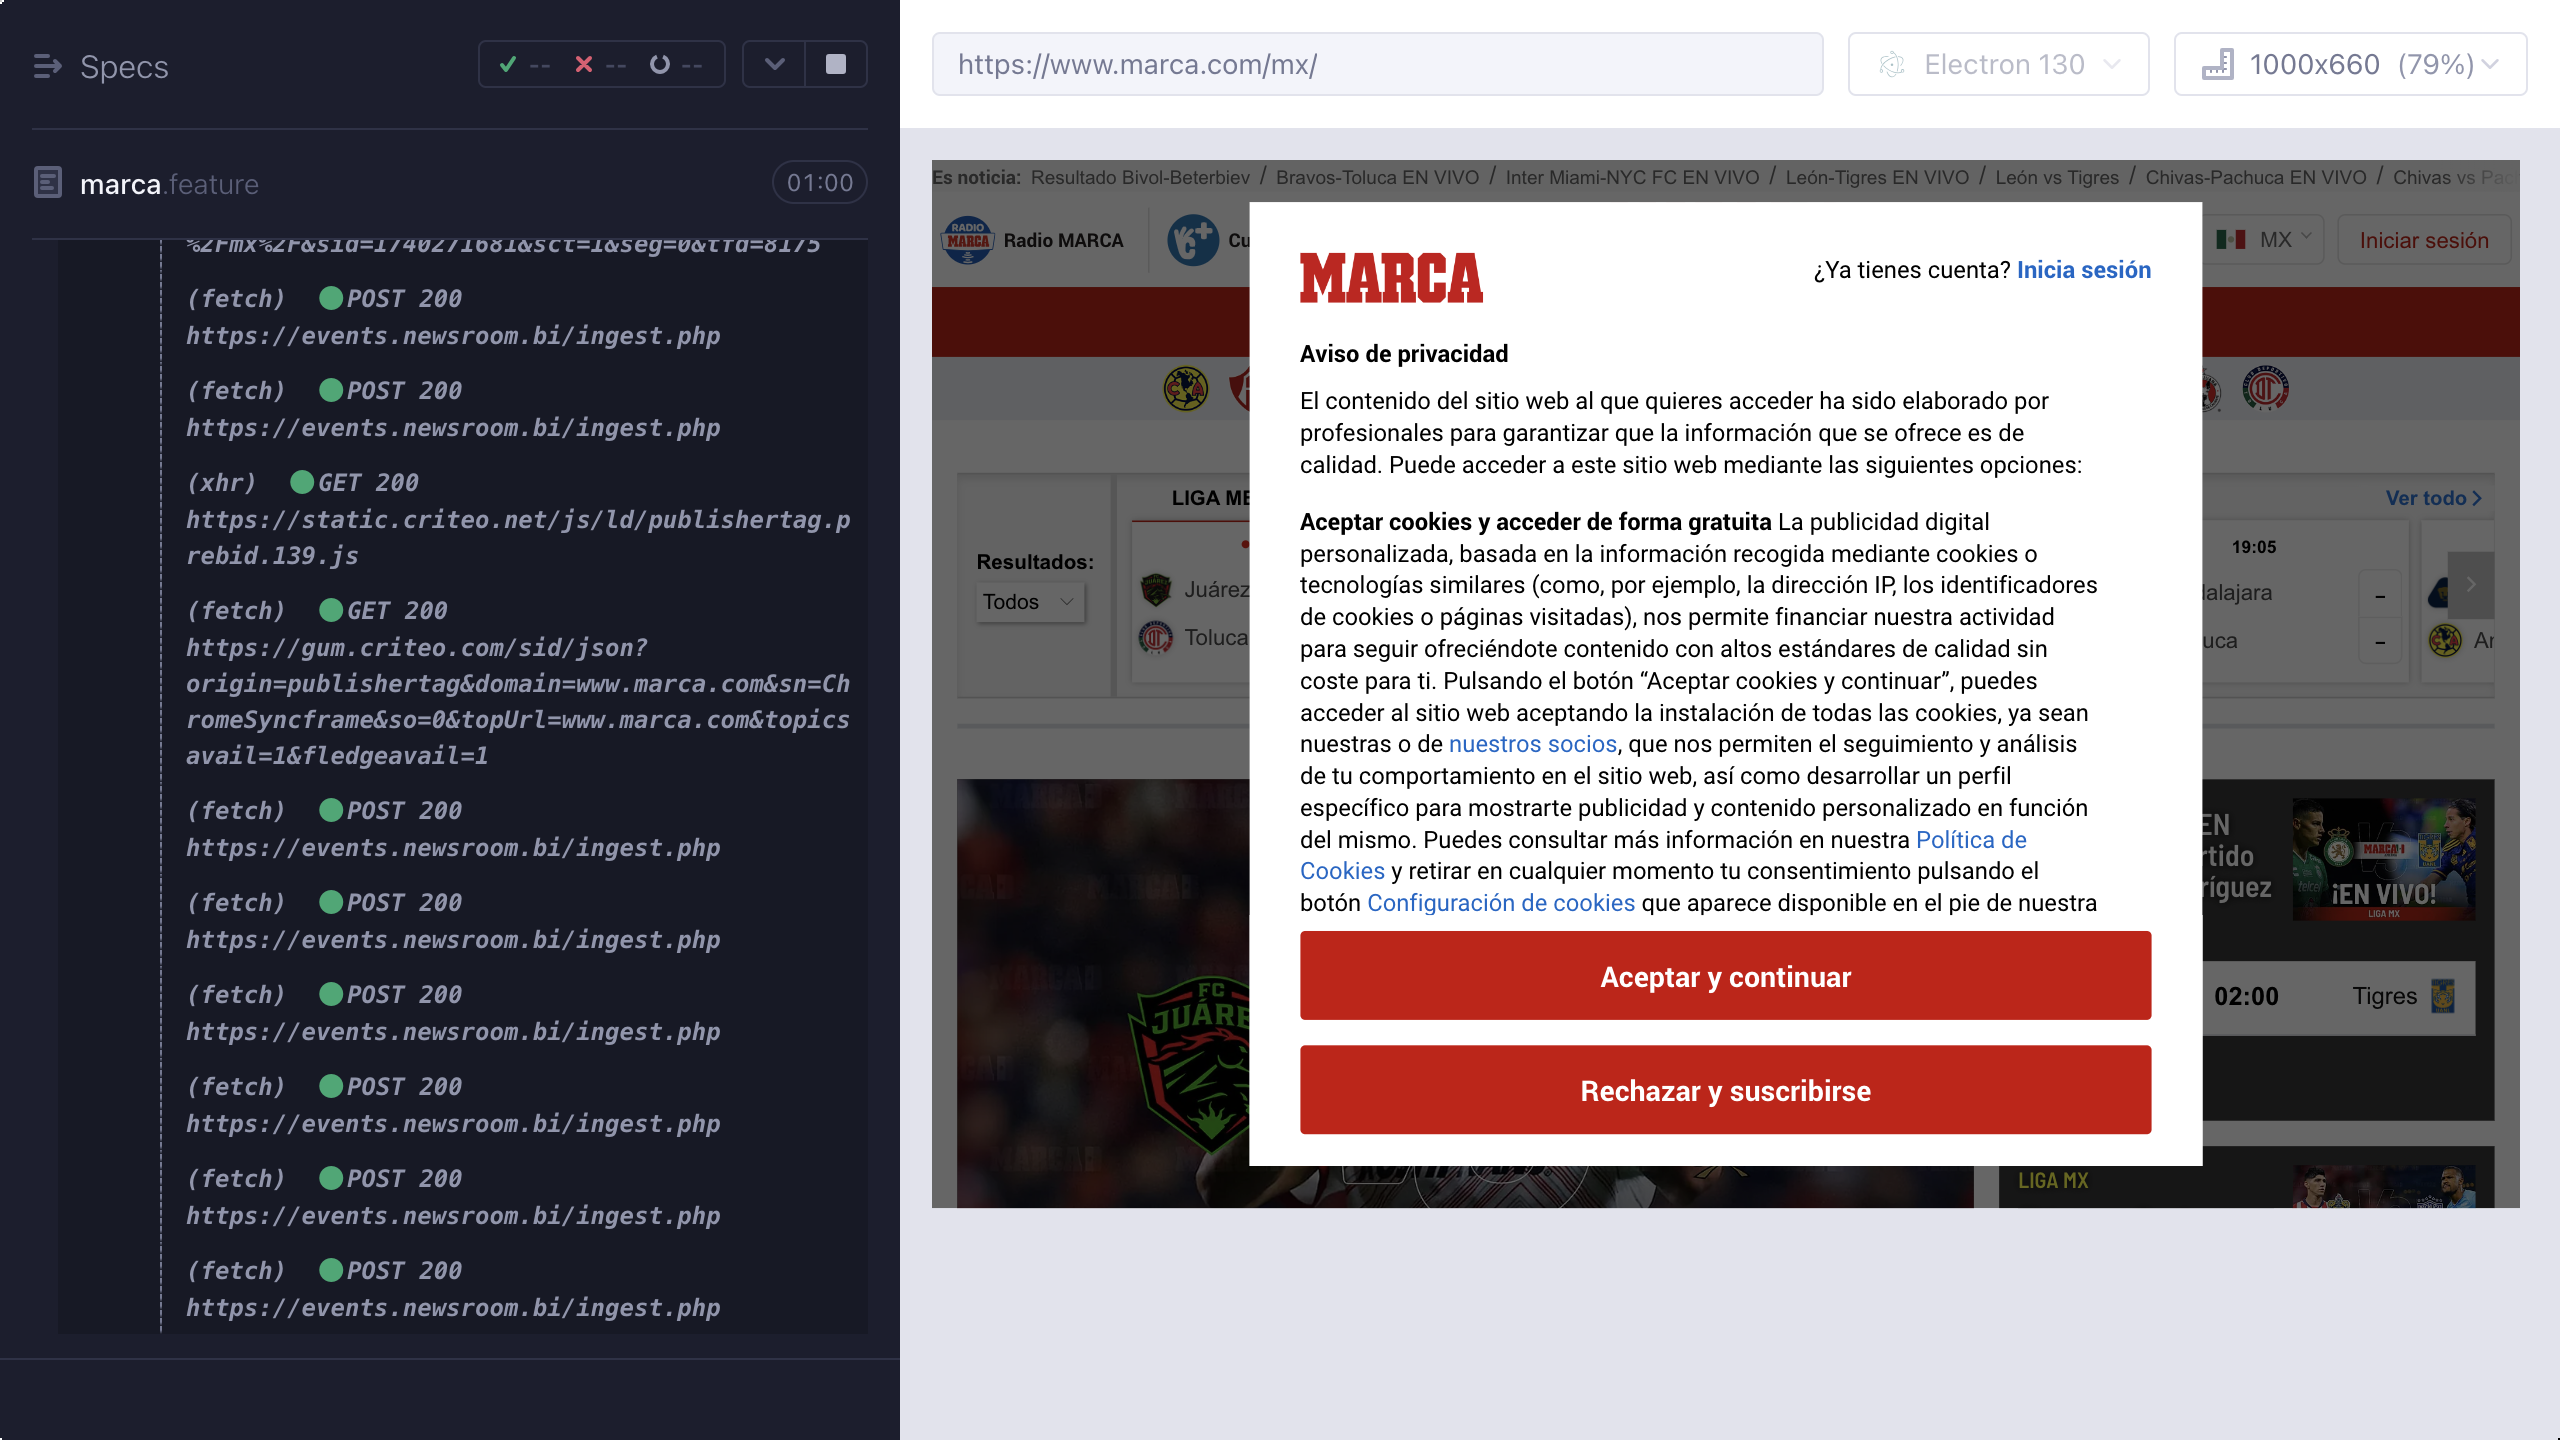 Specs
-- -- --
marca.feature
01:00
%2Fmx%2F&sid=1740271681&sct=1&seg=0&tfd=8175
(fetch) POST 200
https://events.newsroom.bi/ingest.php
(fetch) POST 200
https://events.newsroom.bi/ingest.php
(xhr) GET 200
https://static.criteo.net/js/ld/publishertag.p
rebid.139.js
(fetch) GET 200
https://gum.criteo.com/sid/json?
origin=publishertag&domain=www.marca.com&sn=Ch
romeSyncframe&so=0&topUrl=www.marca.com&topics
avail=1&fledgeavail=1
(fetch) POST 200
https://events.newsroom.bi/ingest.php
(fetch) POST 200
https://events.newsroom.bi/ingest.php
(fetch) POST 200
https://events.newsroom.bi/ingest.php
(fetch) POST 200
https://events.newsroom.bi/ingest.php
(fetch) POST 200
https://events.newsroom.bi/ingest.php
(fetch) POST 200
https://events.newsroom.bi/ingest.php
https://www.marca.com/mx/
Electron 130
1000x660 (79%)
Es noticia: Resultado Bivol-Beterbiev / Bravos-Toluca EN VIVO / Inter Miami-NYC FC EN VIVO / León-Tigres EN VIVO / León vs Tigres / Chivas-Pachuca EN VIVO / Chivas vs Pac
RADIO MARCA
Radio MARCA
Cu
MX
Iniciar sesión
MARCA
¿Ya tienes cuenta? Inicia sesión
Aviso de privacidad
El contenido del sitio web al que quieres acceder ha sido elaborado por
profesionales para garantizar que la información que se ofrece es de
calidad. Puede acceder a este sitio web mediante las siguientes opciones:
Aceptar cookies y acceder de forma gratuita La publicidad digital
personalizada, basada en la información recogida mediante cookies o
tecnologías similares (como, por ejemplo, la dirección IP, los identificadores
de cookies o páginas visitadas), nos permite financiar nuestra actividad
para seguir ofreciéndote contenido con altos estándares de calidad sin
coste para ti. Pulsando el botón “Aceptar cookies y continuar”, puedes
acceder al sitio web aceptando la instalación de todas las cookies, ya sean
nuestras o de nuestros socios, que nos permiten el seguimiento y análisis
de tu comportamiento en el sitio web, así como desarrollar un perfil
específico para mostrarte publicidad y contenido personalizado en función
del mismo. Puedes consultar más información en nuestra Política de
Cookies y retirar en cualquier momento tu consentimiento pulsando el
botón Configuración de cookies que aparece disponible en el pie de nuestra
Aceptar y continuar
Rechazar y suscribirse
LIGA ME
Resultados:
Todos
Juárez
Toluca
Ver todo
19:05
lalajara
-
uca
-
Ar
FC
JUÁRE
EN
rtido
ríguez
MARCA
telcel
¡EN VIVO!
LIGA MX
02:00
Tigres
LIGA MX